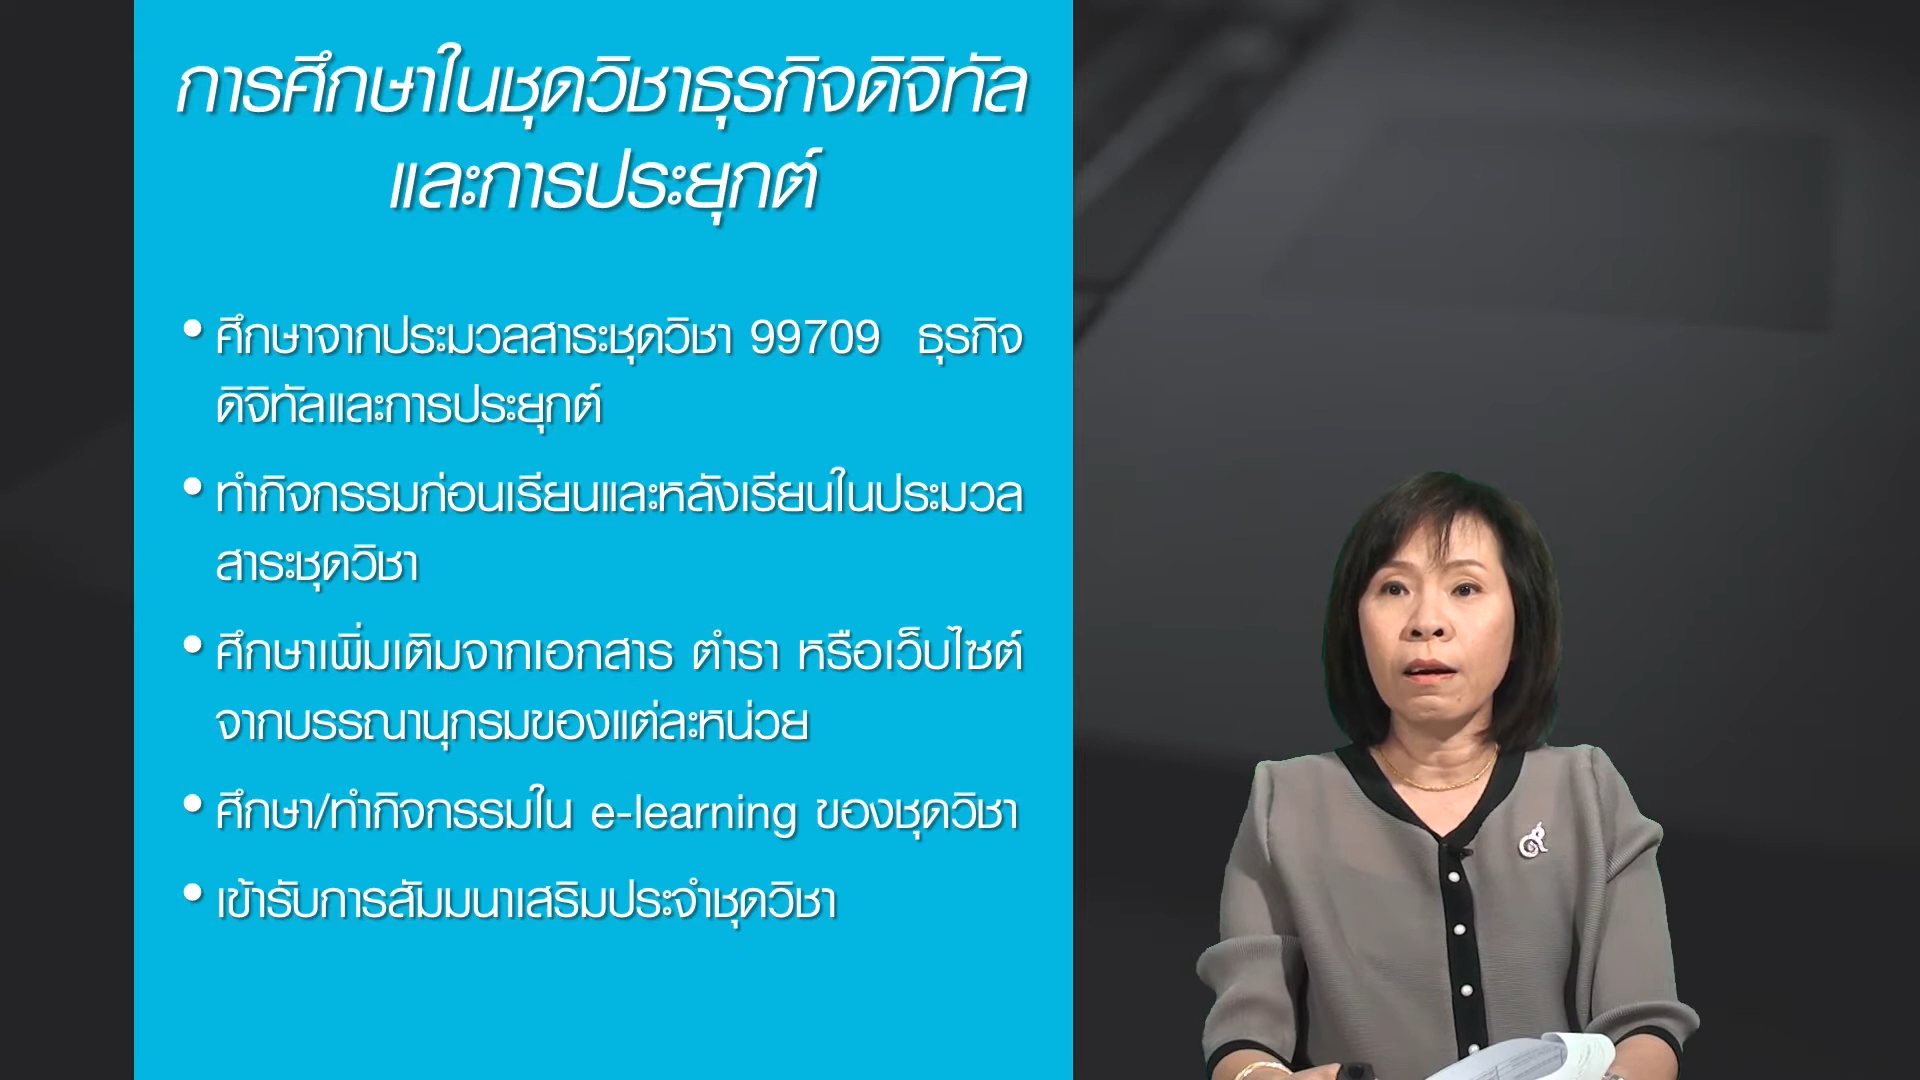 การศึกษาในชุดวิชาธุรกิจดิจิทัล
และการประยุกต์
• ศึกษาจากประมวลสาระชุดวิชา 99709 ธุรกิจ
ดิจิทัลและการประยุกต์
• ทำกิจกรรมก่อนเรียนและหลังเรียนในประมวล
สาระชุดวิชา
• ศึกษาเพิ่มเติมจากเอกสาร ตำรา หรือเว็บไซต์
จากบรรณานุกรมของแต่ละหน่วย
• ศึกษา/ทำกิจกรรมใน e-learning ของชุดวิชา
• เข้ารับการสัมมนาเสริมประจำชุดวิชา